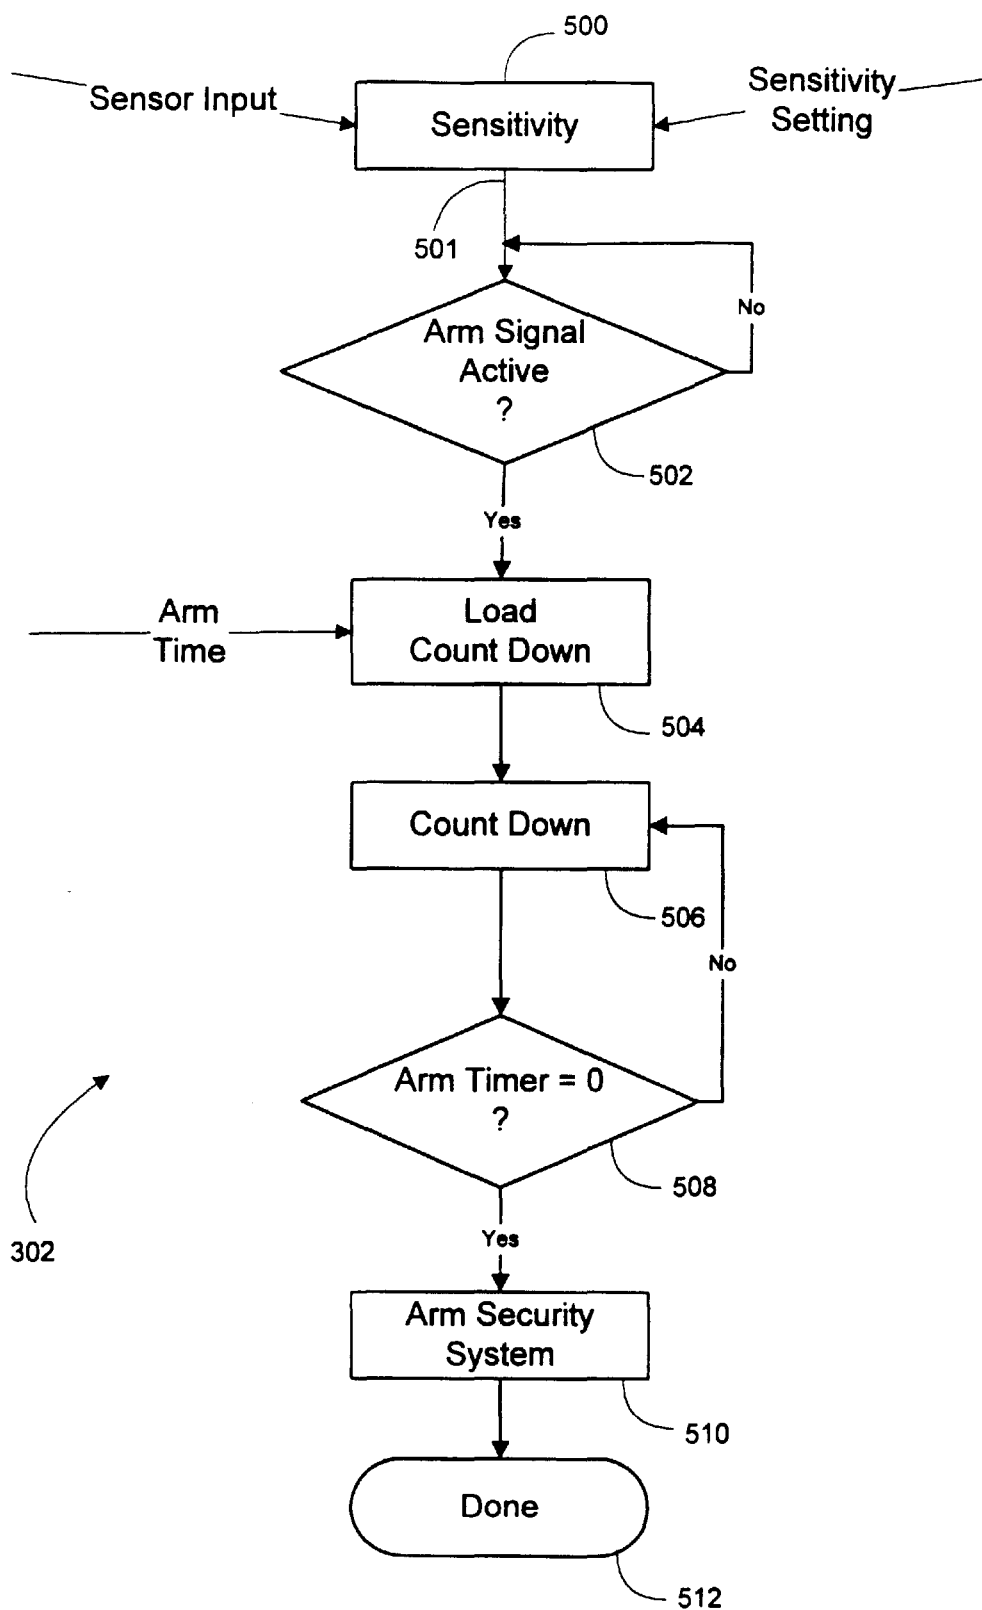 500
Sensor Input
Sensitivity
Sensitivity
Setting
501
No
Arm Signal
Active
?
502
Yes
Arm
Time
Load
Count Down
504
Count Down
506
No
Arm Timer = 0
?
508
302
Yes
Arm Security
System
510
Done
512